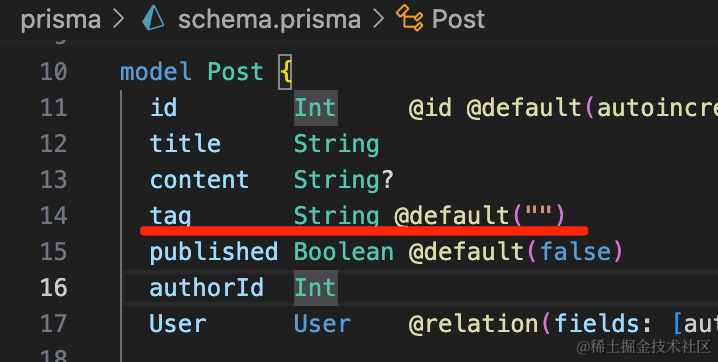 prisma > schema.prisma > Post
10 model Post {
11 id Int @id @default(autoincre
12 title String
13 content String?
14 tag String @default("")
15 published Boolean @default(false)
16 authorId Int
17 User User @relation(fields: [aut
18
@稀土掘金技术社区